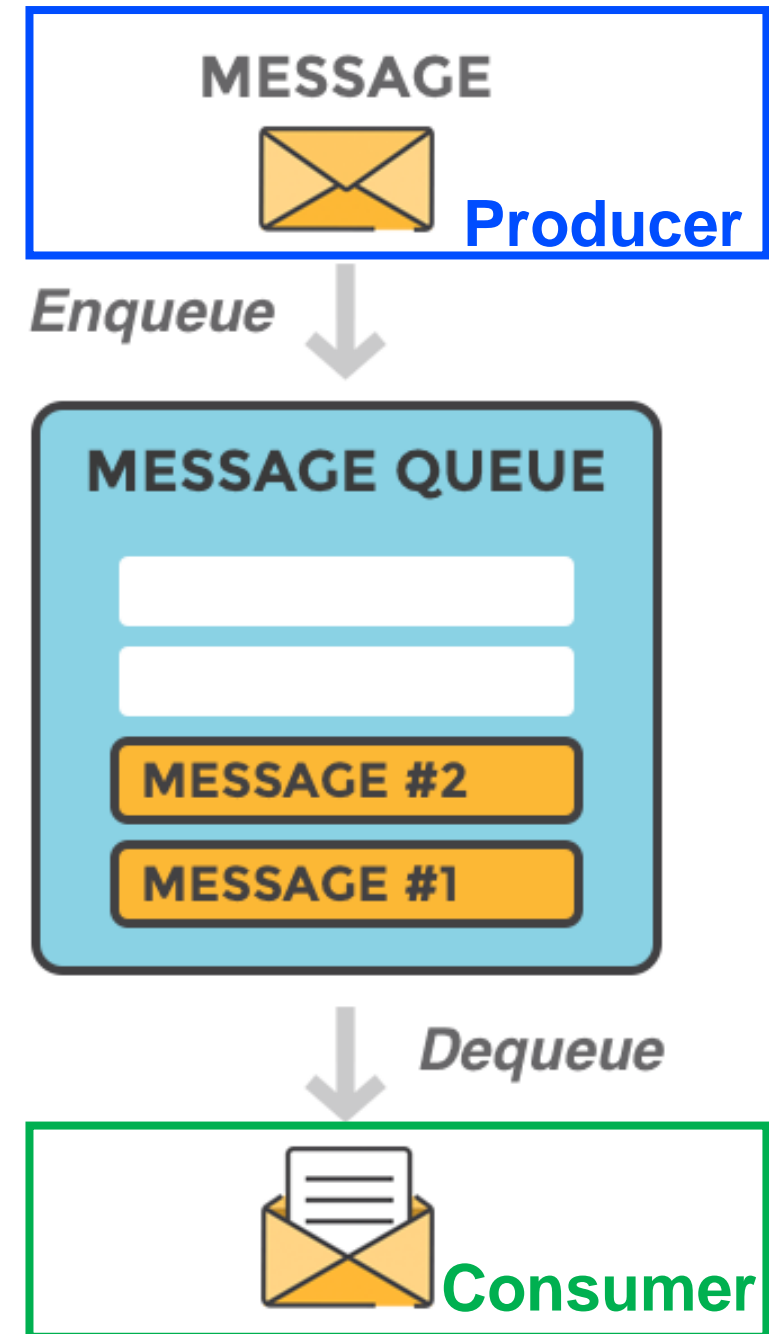 MESSAGE
Producer
Enqueue
MESSAGE QUEUE
MESSAGE #2
MESSAGE #1
Dequeue
Consumer